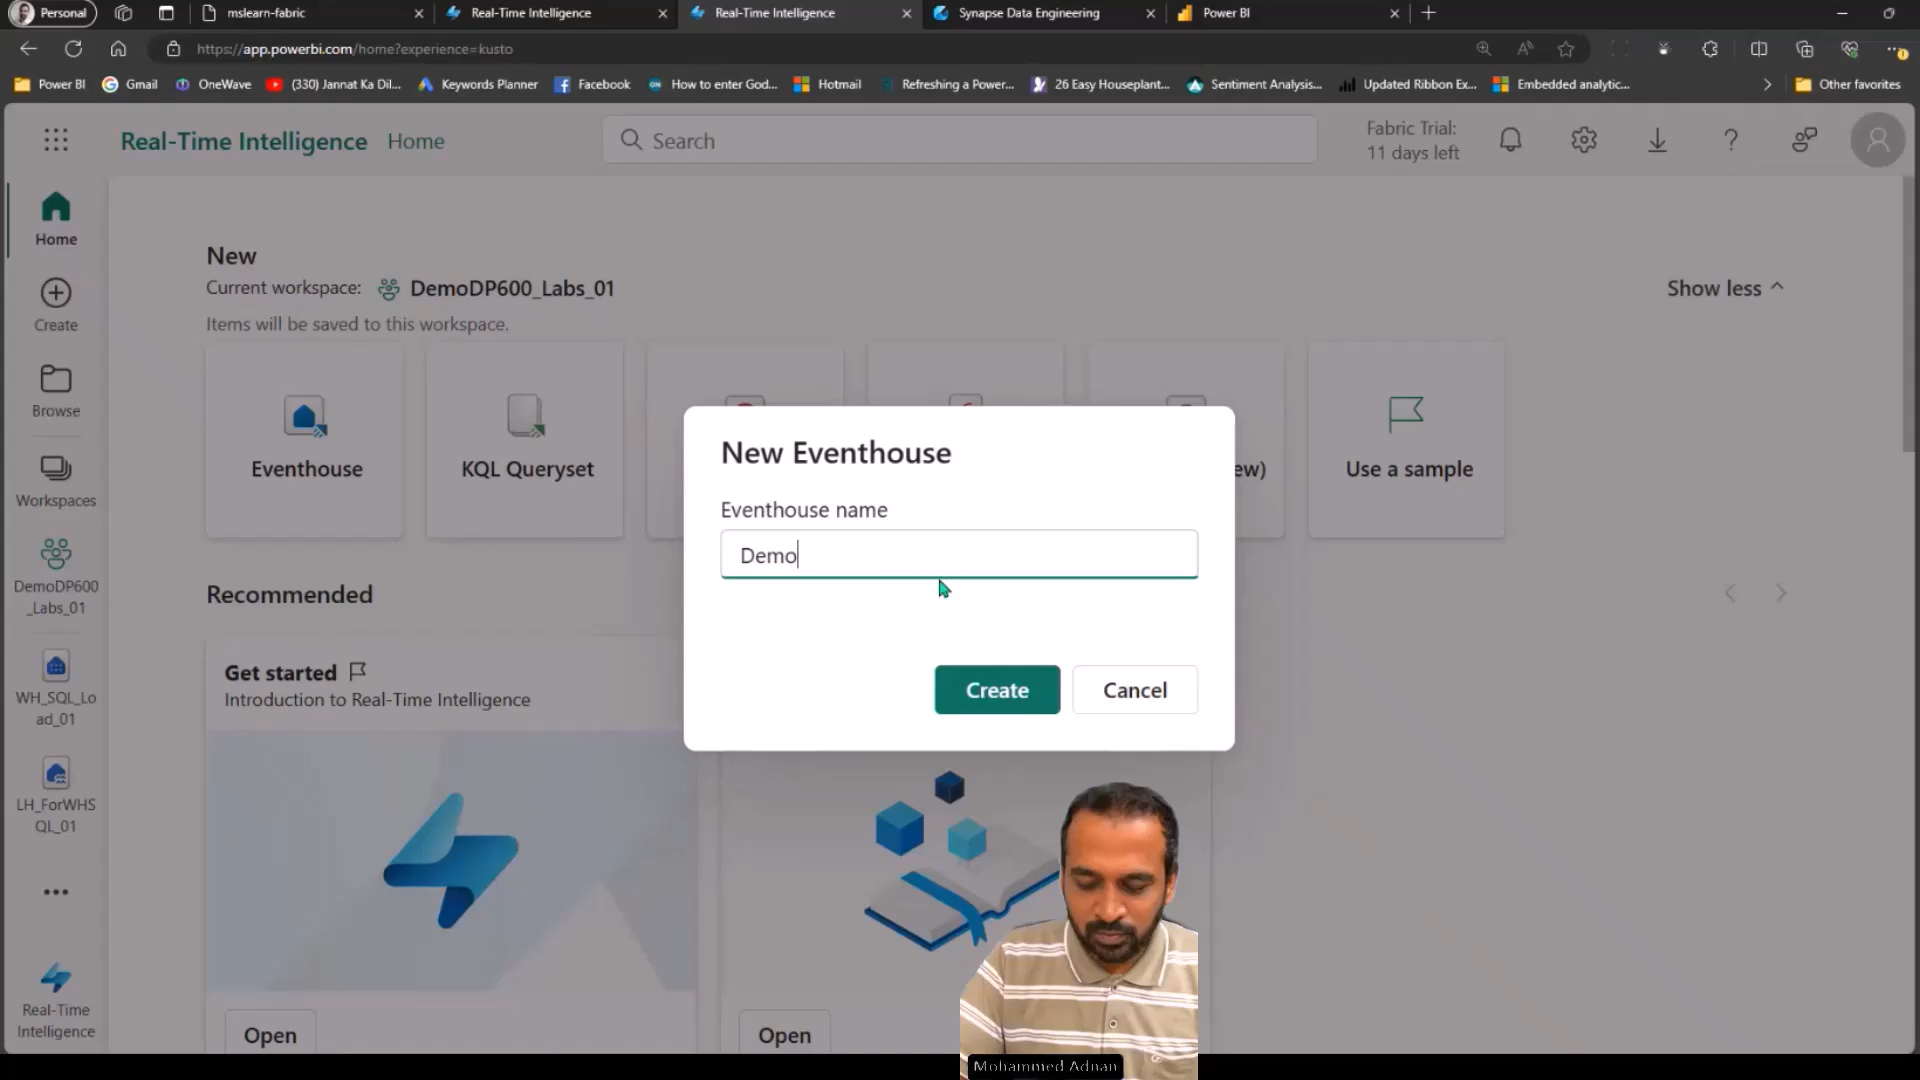 Personal
mslearn-fabric
Real-Time Intelligence
Real-Time Intelligence
Synapse Data Engineering
Power BI
https://app.powerbi.com/home?experience=kusto
Power BI
Gmail
OneWave
(330) Jannat Ka Dil...
Keywords Planner
Facebook
How to enter God...
Hotmail
Refreshing a Power...
26 Easy Houseplant...
Sentiment Analysis...
Updated Ribbon Ex...
Embedded analytic...
Other favorites
Real-Time Intelligence
Home
Search
Fabric Trial:
11 days left
Home
Create
Browse
Workspaces
DemoDP600
_Labs_01
WH_SQL_Lo
ad_01
LH_ForWHS
QL_01
Real-Time
Intelligence
New
Current workspace:
DemoDP600_Labs_01
Show less
Items will be saved to this workspace.
Eventhouse
KQL Queryset
ew)
Use a sample
New Eventhouse
Eventhouse name
Demo
Create
Cancel
Recommended
Get started
Introduction to Real-Time Intelligence
Open
Open
Mohammed Adnan